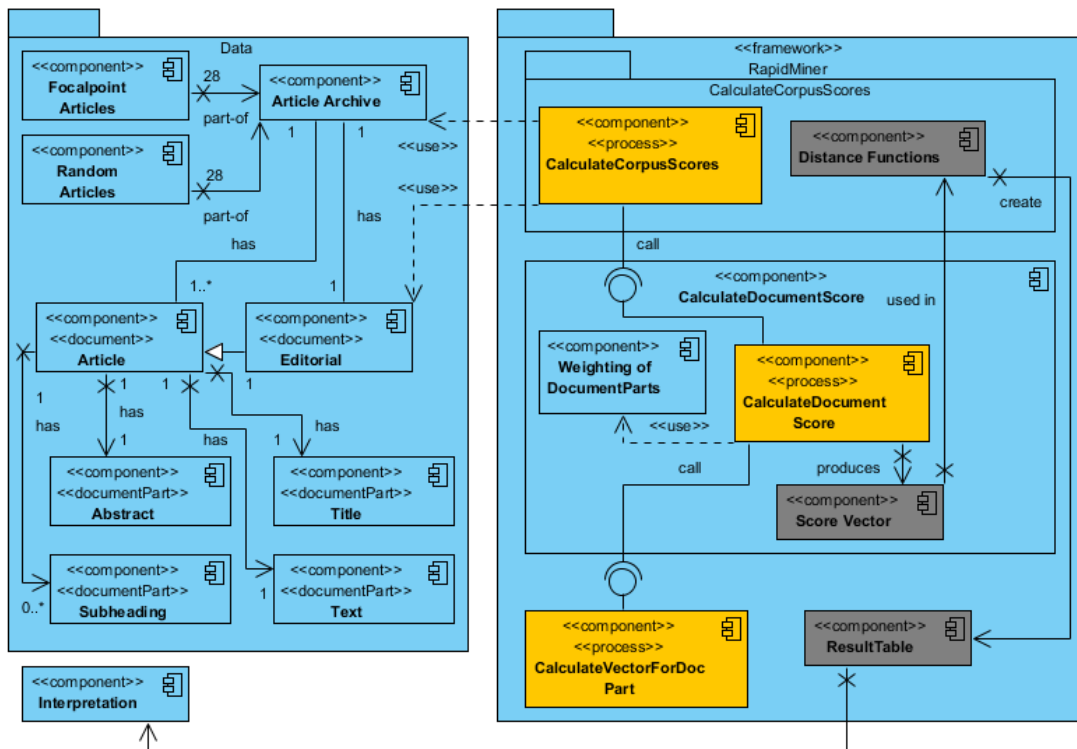 Data
<<component>>
Focalpoint
Articles
28
part-of
<<component>>
Article Archive
1
1
<<component>>
Random
Articles
28
part-of
<<use>>
<<use>>
has
has
1..*
1
<<component>>
<<document>>
Article
<<component>>
<<document>>
Editorial
1
has
1
has
1
1
has
1
has
1
1
<<component>>
<<documentPart>>
Abstract
<<component>>
<<documentPart>>
Title
<<component>>
<<documentPart>>
Subheading
0..*
<<component>>
<<documentPart>>
Text
1
<<component>>
Interpretation
<<framework>>
RapidMiner
CalculateCorpusScores
<<component>>
<<process>>
CalculateCorpusScores
<<component>>
Distance Functions
create
call
<<component>>
CalculateDocumentScore
used in
<<component>>
Weighting of
DocumentParts
<<component>>
<<process>>
CalculateDocument
Score
<<use>>
call
produces
<<component>>
Score Vector
<<component>>
<<process>>
CalculateVectorForDoc
Part
<<component>>
ResultTable